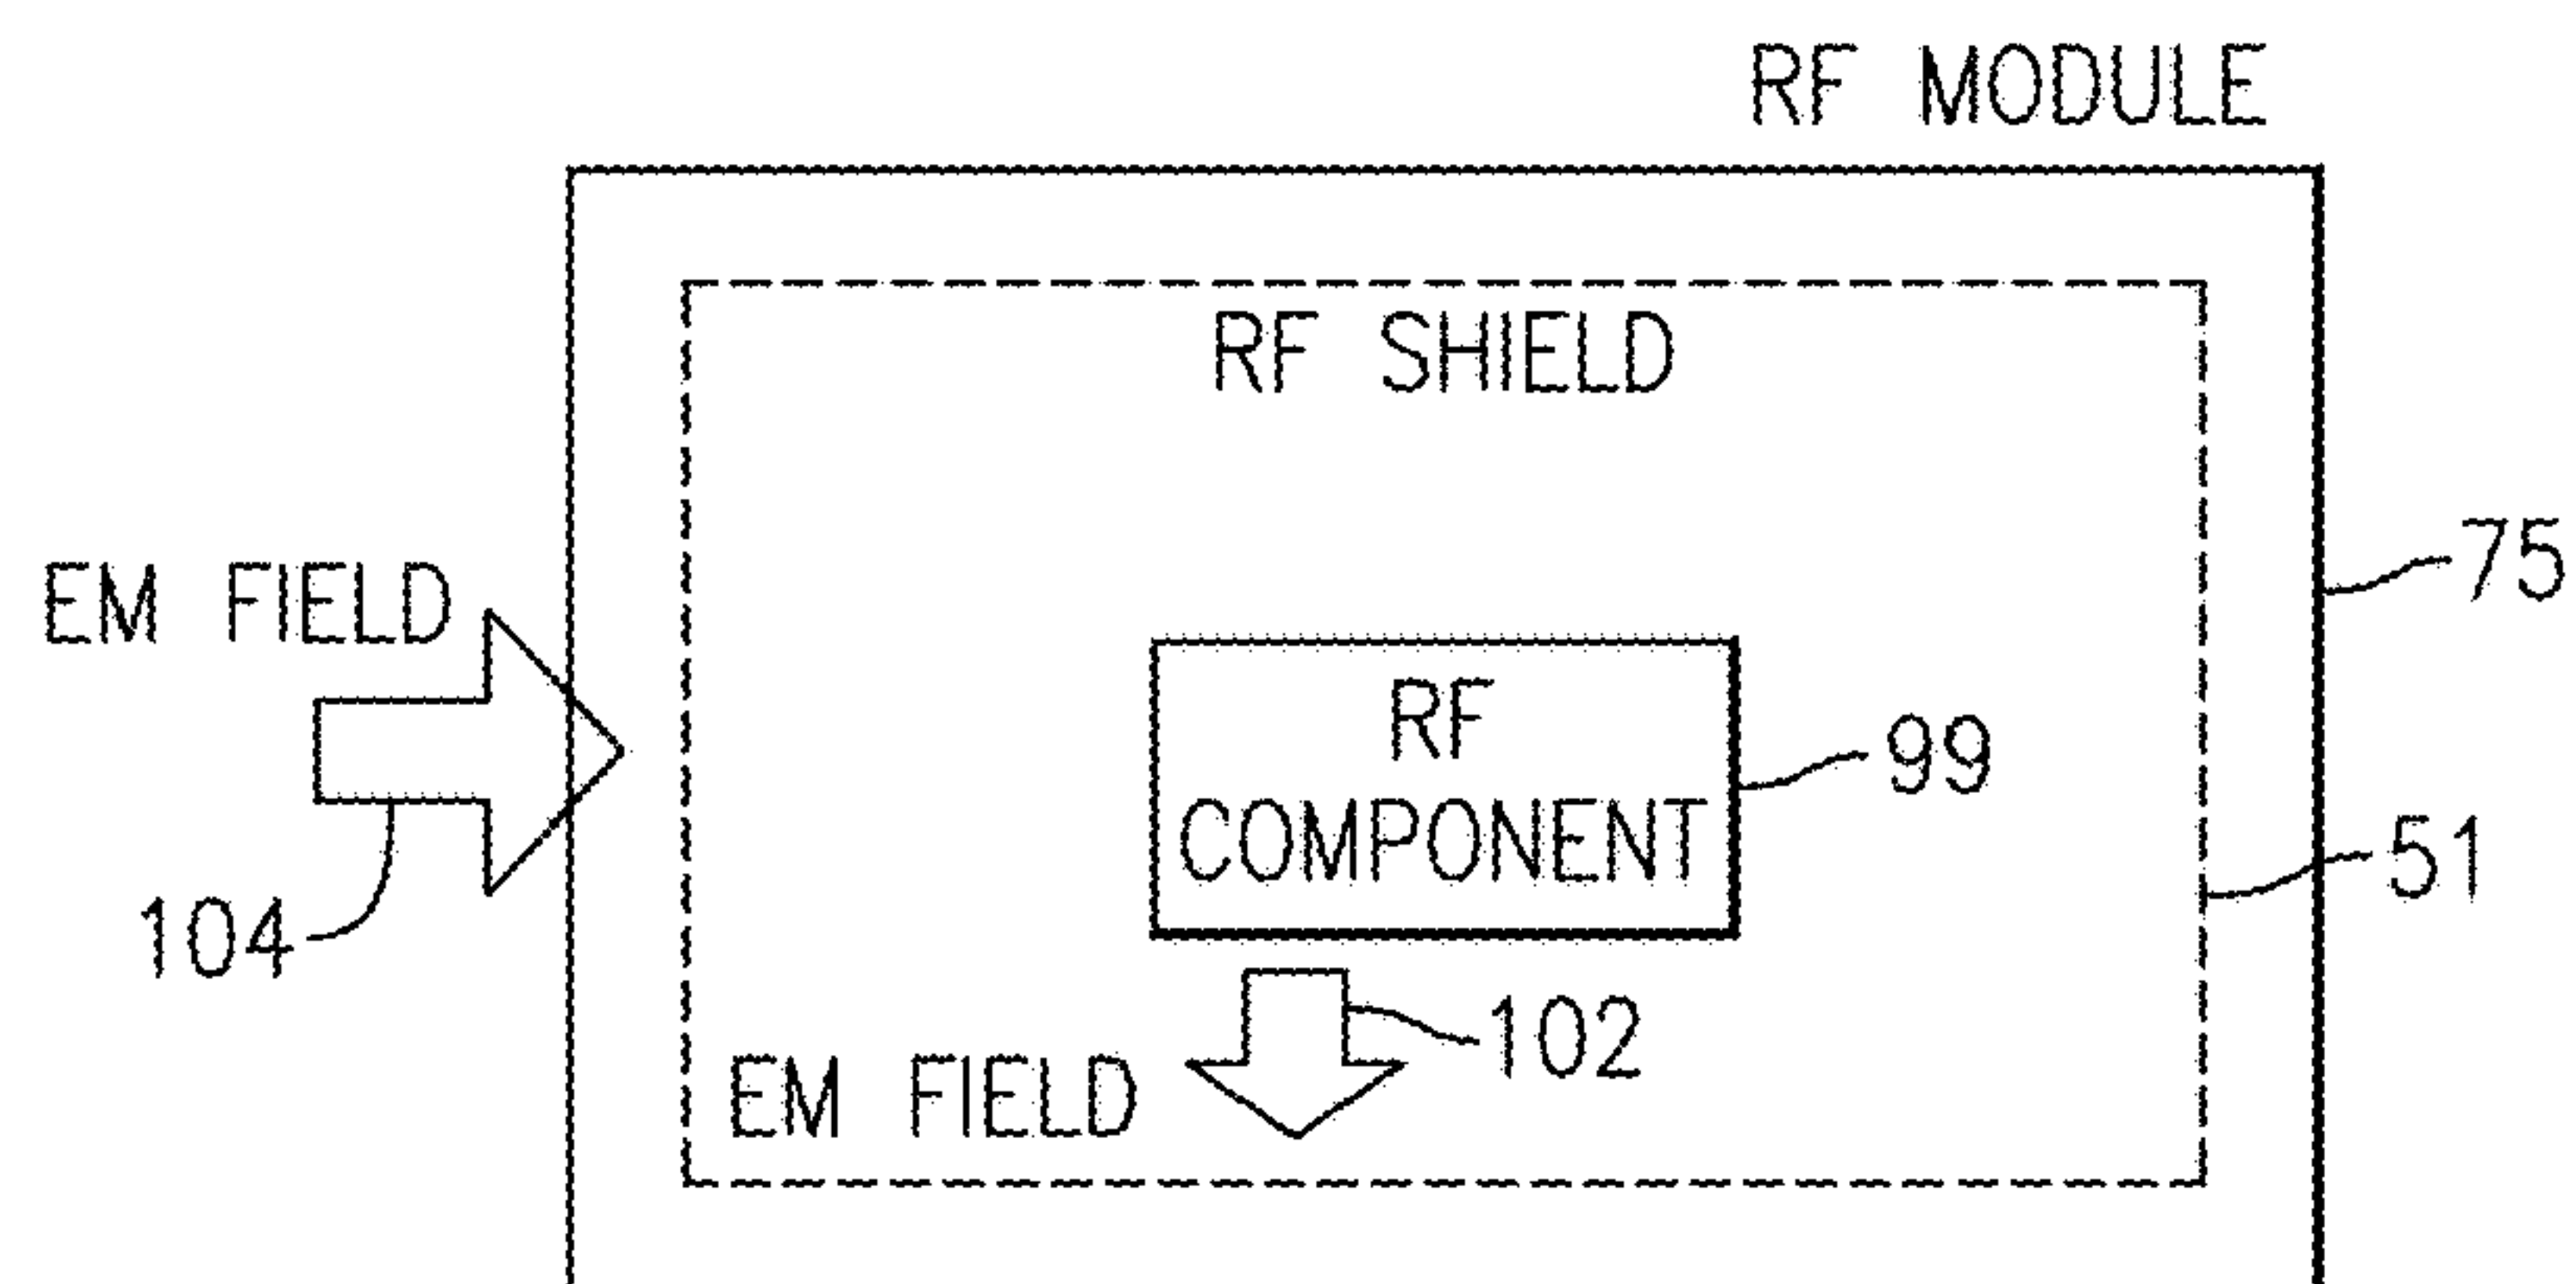 RF MODULE
RF SHIELD
EM FIELD
75
RF
COMPONENT
99
51
104
102
EM FIELD